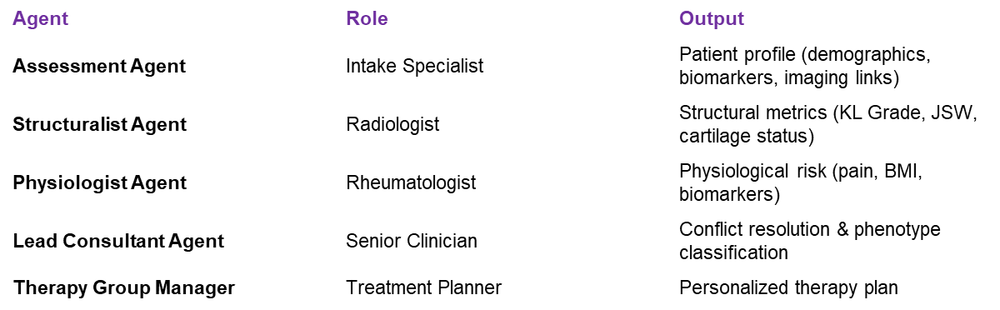 Agent Role Output
Assessment Agent Intake Specialist Patient profile (demographics,
biomarkers, imaging links)
Structuralist Agent Radiologist Structural metrics (KL Grade, JSW,
cartilage status)
Physiologist Agent Rheumatologist Physiological risk (pain, BMI,
biomarkers)
Lead Consultant Agent Senior Clinician Conflict resolution & phenotype
classification
Therapy Group Manager Treatment Planner Personalized therapy plan